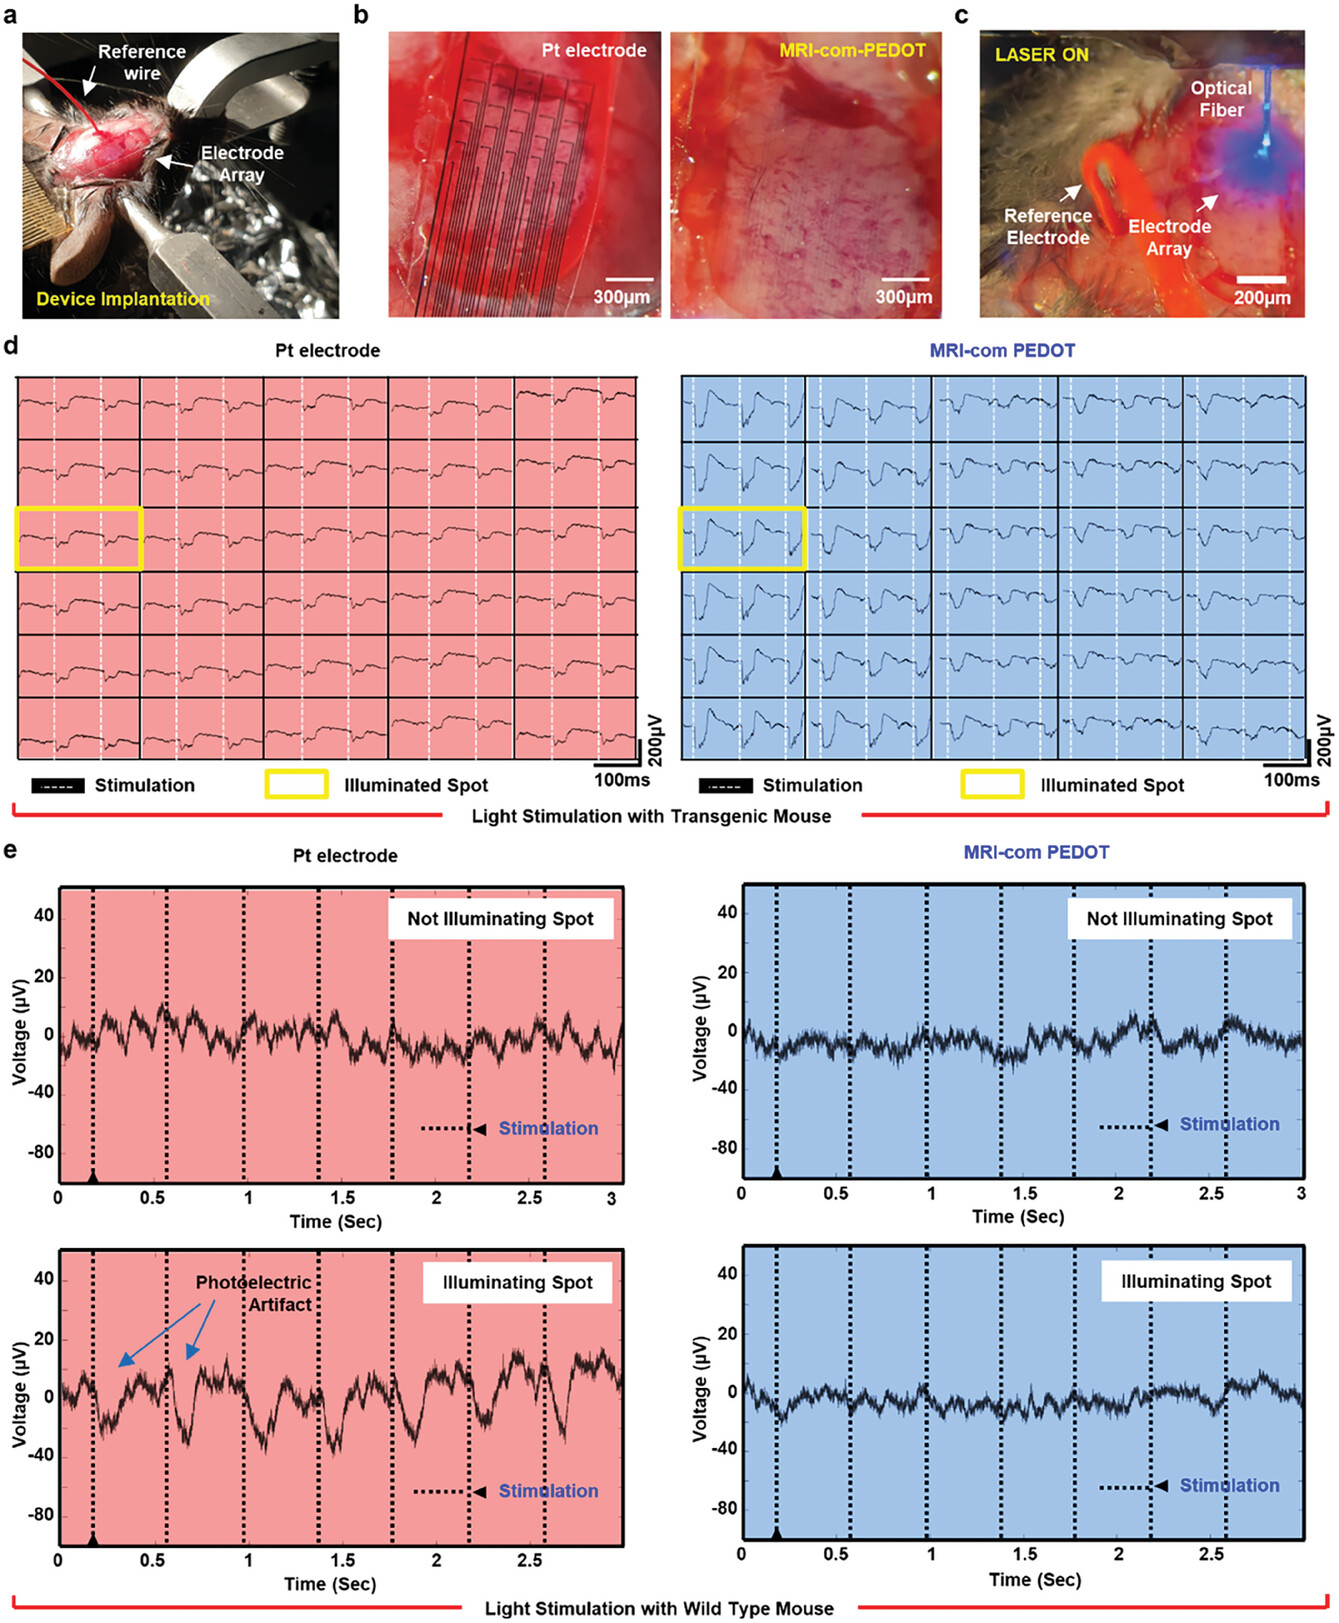 a
Reference
wire
Electrode
Array
Device Implantation
b
Pt electrode
300μm
MRI-com-PEDOT
300μm
c
LASER ON
Optical
Fiber
Reference
Electrode
Electrode
Array
200μm
d
Pt electrode
MRI-com PEDOT
200μV
100ms
200μV
100ms
Stimulation
Illuminated Spot
Stimulation
Illuminated Spot
Light Stimulation with Transgenic Mouse
e
Pt electrode
MRI-com PEDOT
Not Illuminating Spot
Voltage (μV)
40
20
0
-40
-80
Stimulation
0 0.5 1 1.5 2 2.5 3
Time (Sec)
Not Illuminating Spot
Voltage (μV)
40
20
0
-40
-80
Stimulation
0 0.5 1 1.5 2 2.5 3
Time (Sec)
Photoelectric
Artifact
Illuminating Spot
Voltage (μV)
40
20
0
-40
-80
Stimulation
0 0.5 1 1.5 2 2.5
Time (Sec)
Illuminating Spot
Voltage (μV)
40
20
0
-40
-80
Stimulation
0 0.5 1 1.5 2 2.5
Time (Sec)
Light Stimulation with Wild Type Mouse